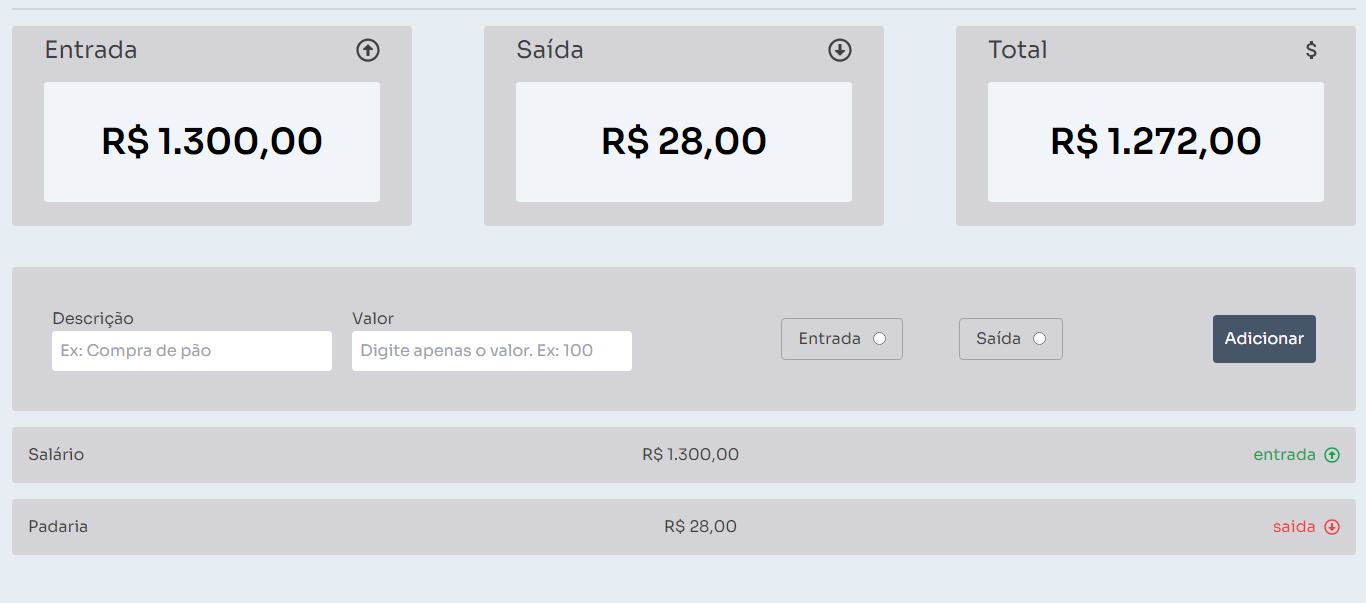 Entrada
R$ 1.300,00
Saída
R$ 28,00
Total
$
R$ 1.272,00
Descrição
Ex: Compra de pão
Valor
Digite apenas o valor. Ex: 100
Entrada
Saída
Adicionar
Salário R$ 1.300,00 entrada
Padaria R$ 28,00 saida